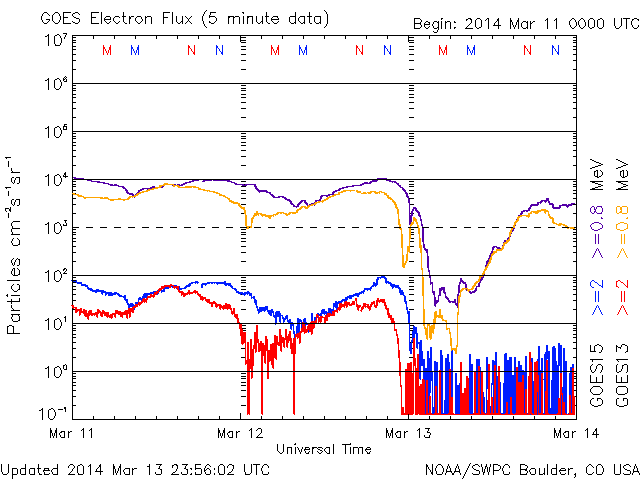 GOES Electron Flux (5 minute data)
Begin: 2014 Mar 11 0000 UTC
M M N N M M N N M M N N
10⁷
10⁶
10⁵
10⁴
10³
10²
10¹
10⁰
10⁻¹
Particles cm⁻²s⁻¹sr⁻¹
Mar 11 Mar 12 Mar 13 Mar 14
Universal Time
GOES15 >=2 >=0.8 MeV
GOES13 >=2 >=0.8 MeV
Updated 2014 Mar 13 23:56:02 UTC
NOAA/SWPC Boulder, CO USA